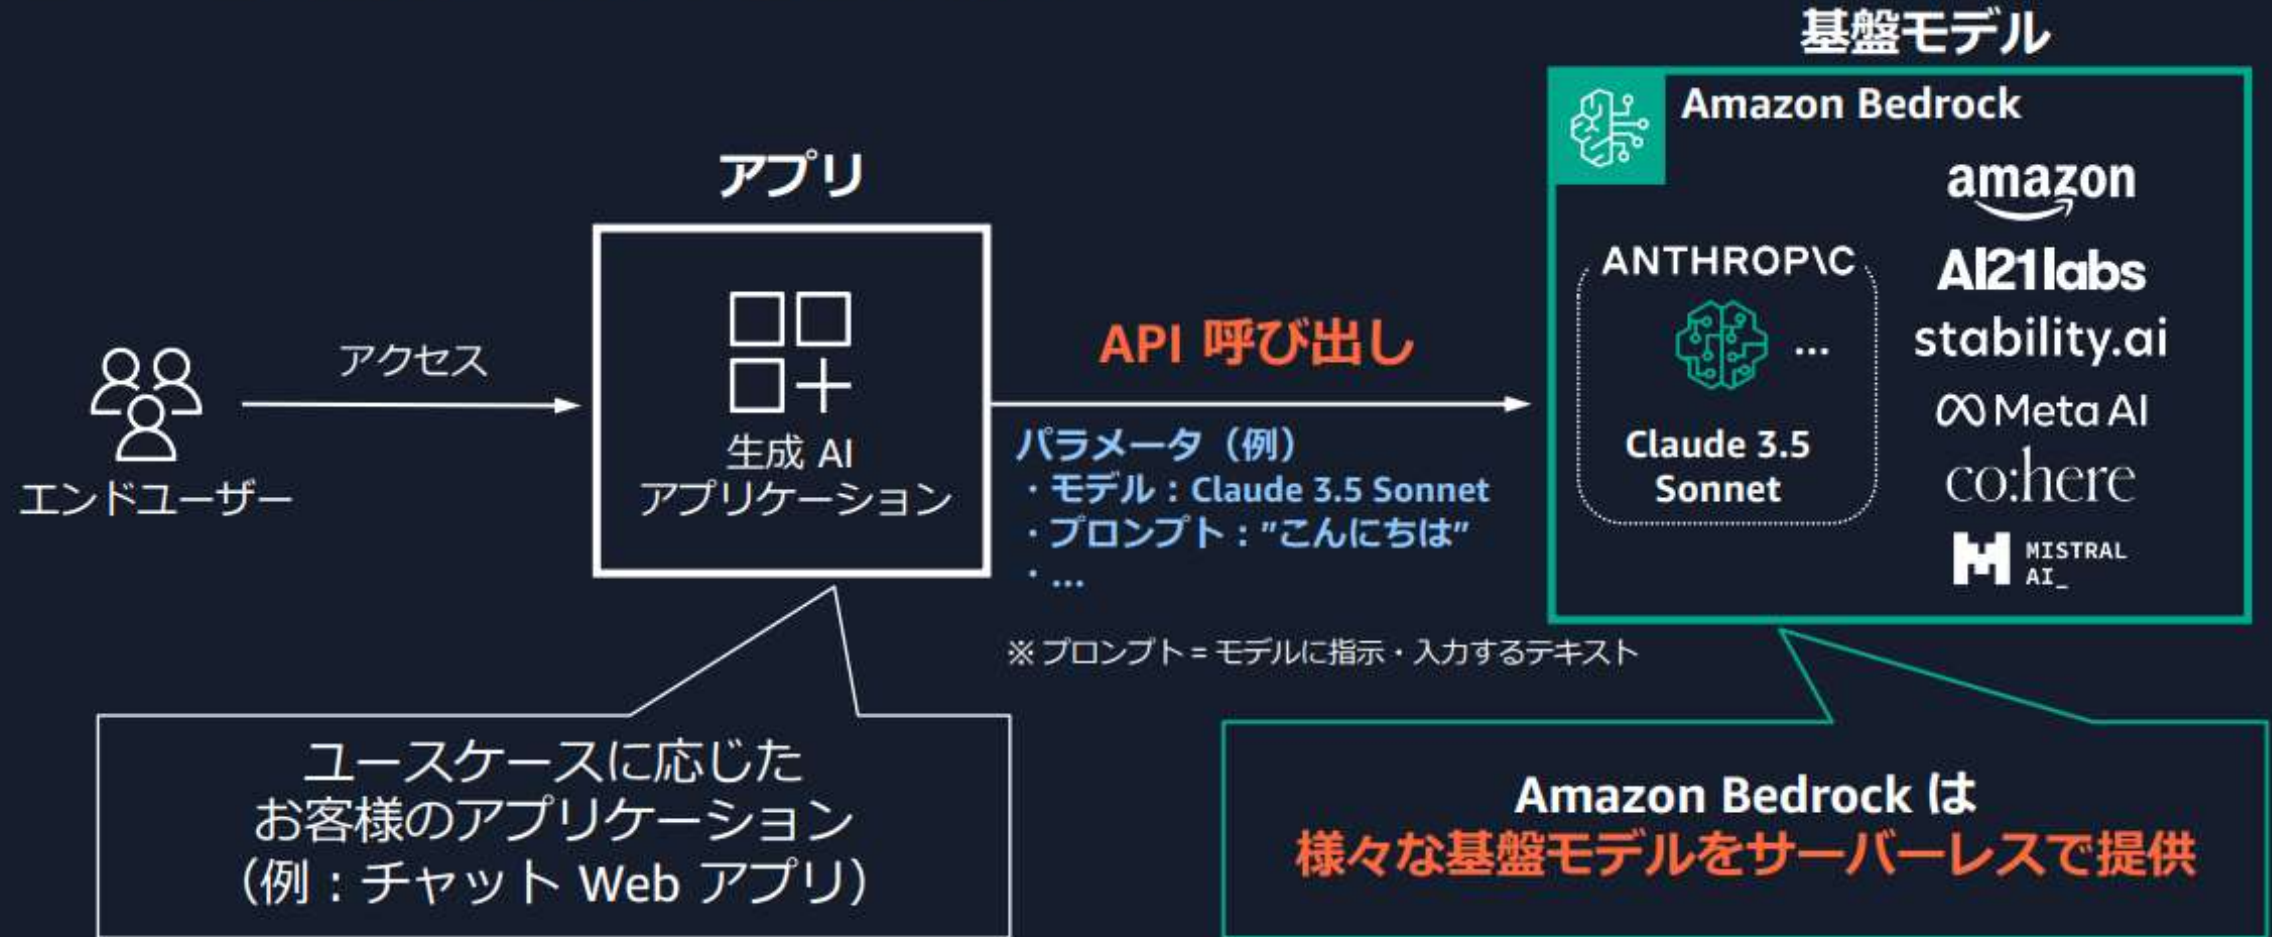 基盤モデル
Amazon Bedrock
アプリ
amazon
ANTHROP\C
AI21labs
stability.ai
Meta AI
co:here
MISTRAL
AI_
...
Claude 3.5
Sonnet
アクセス
エンドユーザー
生成 AI
アプリケーション
API 呼び出し
パラメータ（例）
・モデル：Claude 3.5 Sonnet
・プロンプト："こんにちは"
・...
※ プロンプト = モデルに指示・入力するテキスト
ユースケースに応じた
お客様のアプリケーション
（例：チャット Web アプリ）
Amazon Bedrock は
様々な基盤モデルをサーバーレスで提供